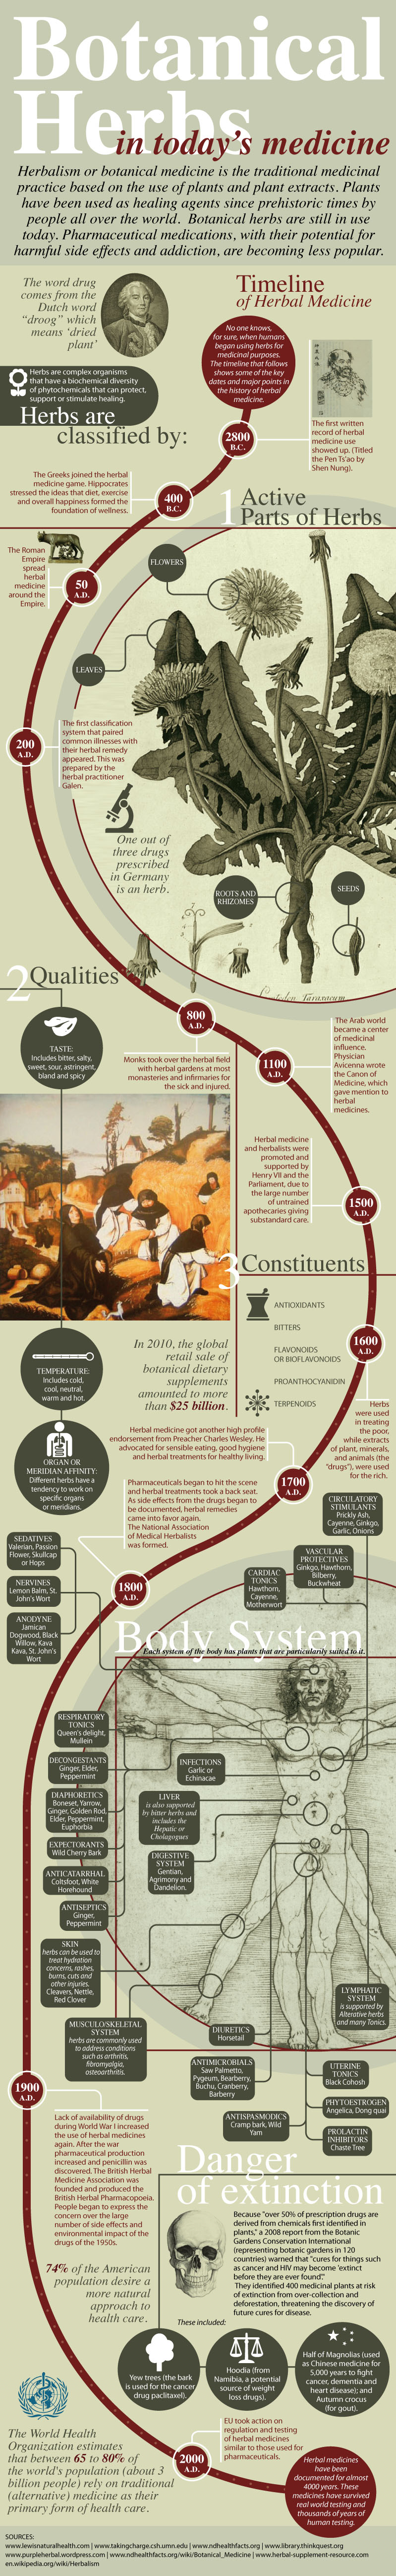 Botanical
Herbs
in today's medicine
Herbalism or botanical medicine is the traditional medicinal
practice based on the use of plants and plant extracts. Plants
have been used as healing agents since prehistoric times by
people all over the world. Botanical herbs are still in use
today. Pharmaceutical medications, with their potential for
harmful side effects and addiction, are becoming less popular.
The word drug
comes from the
Dutch word
"droog" which
means 'dried
plant'
Timeline
of Herbal Medicine
No one knows,
for sure, when humans
began using herbs for
medicinal purposes.
The timeline that follows
shows some of the key
dates and major points in
the history of herbal
medicine.
Herbs are complex organisms
that have a biochemical diversity
of phytochemicals that can protect,
support or stimulate healing.
Herbs are
classified by:
2800
B.C.
The first written
record of herbal
medicine use
showed up. (Titled
the Pen Ts'ao by
Shen Nung).
The Greeks joined the herbal
medicine game. Hippocrates
stressed the ideas that diet, exercise
and overall happiness formed the
foundation of wellness.
400
B.C.
1 Active
Parts of Herbs
The Roman
Empire
spread
herbal
medicine
around the
Empire.
50
A.D.
FLOWERS
LEAVES
200
A.D.
The first classification
system that paired
common illnesses with
their herbal remedy
appeared. This was
prepared by the
herbal practitioner
Galen.
One out of
three drugs
prescribed
in Germany
is an herb.
ROOTS AND
RHIZOMES
SEEDS
Taraxacum
2 Qualities
TASTE:
Includes bitter, salty,
sweet, sour, astringent,
bland and spicy
800
A.D.
Monks took over the herbal field
with herbal gardens at most
monasteries and infirmaries for
the sick and injured.
1100
A.D.
The Arab world
became a center
of medicinal
influence.
Physician
Avicenna wrote
the Canon of
Medicine, which
gave mention to
herbal
medicines.
Herbal medicine
and herbalists were
promoted and
supported by
Henry VII and the
Parliament, due to
the large number
of untrained
apothecaries giving
substandard care.
1500
A.D.
3 Constituents
ANTIOXIDANTS
BITTERS
FLAVONOIDS
OR BIOFLAVONOIDS
PROANTHOCYANIDIN
TERPENOIDS
1600
A.D.
Herbs
were used
in treating
the poor,
while extracts
of plant, minerals,
and animals (the
"drugs"), were used
for the rich.
TEMPERATURE:
Includes cold,
cool, neutral,
warm and hot.
In 2010, the global
retail sale of
botanical dietary
supplements
amounted to more
than $25 billion.
ORGAN OR
MERIDIAN AFFINITY:
Different herbs have a
tendency to work on
specific organs
or meridians.
Herbal medicine got another high profile
endorsement from Preacher Charles Wesley. He
advocated for sensible eating, good hygiene
and herbal treatments for healthy living.
1700
A.D.
Pharmaceuticals began to hit the scene
and herbal treatments took a back seat.
As side effects from the drugs began to
be documented, herbal remedies
came into favor again.
The National Association
of Medical Herbalists
was formed.
1800
A.D.
CIRCULATORY
STIMULANTS
Prickly Ash,
Cayenne, Ginkgo,
Garlic, Onions
VASCULAR
PROTECTIVES
Ginkgo, Hawthorn,
Bilberry,
Buckwheat
CARDIAC
TONICS
Hawthorn,
Cayenne,
Motherwort
SEDATIVES
Valerian, Passion
Flower, Skullcap
or Hops
NERVINES
Lemon Balm, St.
John's Wort
ANODYNE
Jamican
Dogwood, Black
Willow, Kava
Kava, St. John's
Wort
Body System
Each system of the body has plants that are particularily suited to it.
RESPIRATORY
TONICS
Queen's delight,
Mullein
DECONGESTANTS
Ginger, Elder,
Peppermint
DIAPHORETICS
Boneset, Yarrow,
Ginger, Golden Rod,
Elder, Peppermint,
Euphorbia
EXPECTORANTS
Wild Cherry Bark
ANTICATARRHAL
Coltsfoot, White
Horehound
ANTISEPTICS
Ginger,
Peppermint
INFECTIONS
Garlic or
Echinacae
LIVER
is also supported
by bitter herbs and
includes the
Hepatic or
Cholagogues
DIGESTIVE
SYSTEM
Gentian,
Agrimony and
Dandelion.
SKIN
herbs can be used to
treat hydration
concerns, rashes,
burns, cuts and
other injuries.
Cleavers, Nettle,
Red Clover
MUSCULO/SKELETAL
SYSTEM
herbs are commonly used
to address conditions
such as arthritis,
fibromyalgia,
osteoarthritis.
LYMPHATIC
SYSTEM
is supported by
Alterative herbs
and many Tonics.
DIURETICS
Horsetail
ANTIMICROBIALS
Saw Palmetto,
Pygeum, Bearberry,
Buchu, Cranberry,
Barberry
ANTISPASMODICS
Cramp bark, Wild
Yam
UTERINE
TONICS
Black Cohosh
PHYTOESTROGEN
Angelica, Dong quai
PROLACTIN
INHIBITORS
Chaste Tree
1900
A.D.
Lack of availability of drugs
during World War I increased
the use of herbal medicines
again. After the war
pharmaceutical production
increased and penicillin was
discovered. The British Herbal
Medicine Association was
founded and produced the
British Herbal Pharmacopoeia.
People began to express the
concern over the large
number of side effects and
environmental impact of the
drugs of the 1950s.
Danger
of extinction
Because "over 50% of prescription drugs are
derived from chemicals first identified in
plants," a 2008 report from the Botanic
Gardens Conservation International
(representing botanic gardens in 120
countries) warned that "cures for things such
as cancer and HIV may become 'extinct
before they are ever found'."
They identified 400 medicinal plants at risk
of extinction from over-collection and
deforestation, threatening the discovery of
future cures for disease.
These included:
74% of the American
population desire a
more natural
approach to
health care.
Yew trees (the bark
is used for the cancer
drug paclitaxel).
Hoodia (from
Namibia, a potential
source of weight
loss drugs).
Half of Magnolias (used
as Chinese medicine for
5,000 years to fight
cancer, dementia and
heart disease); and
Autumn crocus
(for gout).
The World Health
Organization estimates
that between 65 to 80% of
the world's population (about 3
billion people) rely on traditional
(alternative) medicine as their
primary form of health care.
2000
A.D.
EU took action on
regulation and testing
of herbal medicines
similar to those used for
pharmaceuticals.
Herbal medicines
have been
documented for almost
4000 years. These
medicines have survived
real world testing and
thousands of years of
human testing.
SOURCES:
www.lewisnaturalhealth.com | www.takingcharge.csh.umn.edu | www.ndhealthfacts.org | www.library.thinkquest.org
www.purpleherbal.wordpress.com | www.ndhealthfacts.org/wiki/Botanical_Medicine | www.herbal-supplement-resource.com
en.wikipedia.org/wiki/Herbalism